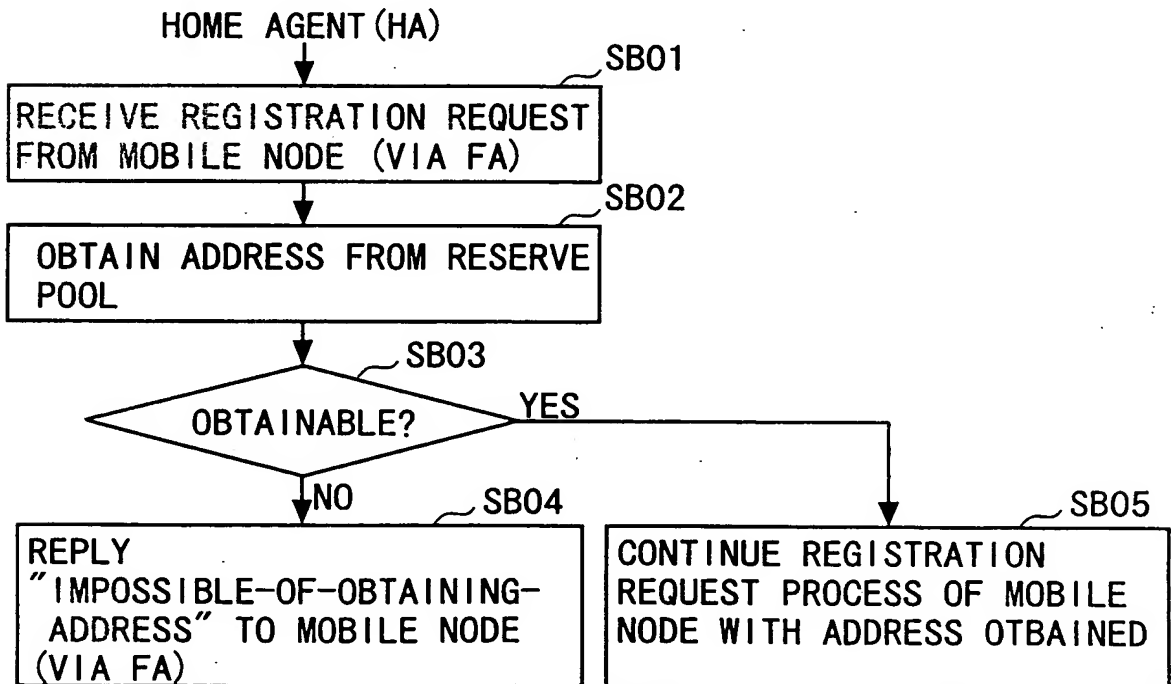 HOME AGENT(HA)
SB01
RECEIVE REGISTRATION REQUEST
FROM MOBILE NODE (VIA FA)
SB02
OBTAIN ADDRESS FROM RESERVE
POOL
SB03
OBTAINABLE?
YES
NO
SB04
REPLY
"IMPOSSIBLE-OF-OBTAINING-
ADDRESS" TO MOBILE NODE
(VIA FA)
SB05
CONTINUE REGISTRATION
REQUEST PROCESS OF MOBILE
NODE WITH ADDRESS OTBAINED